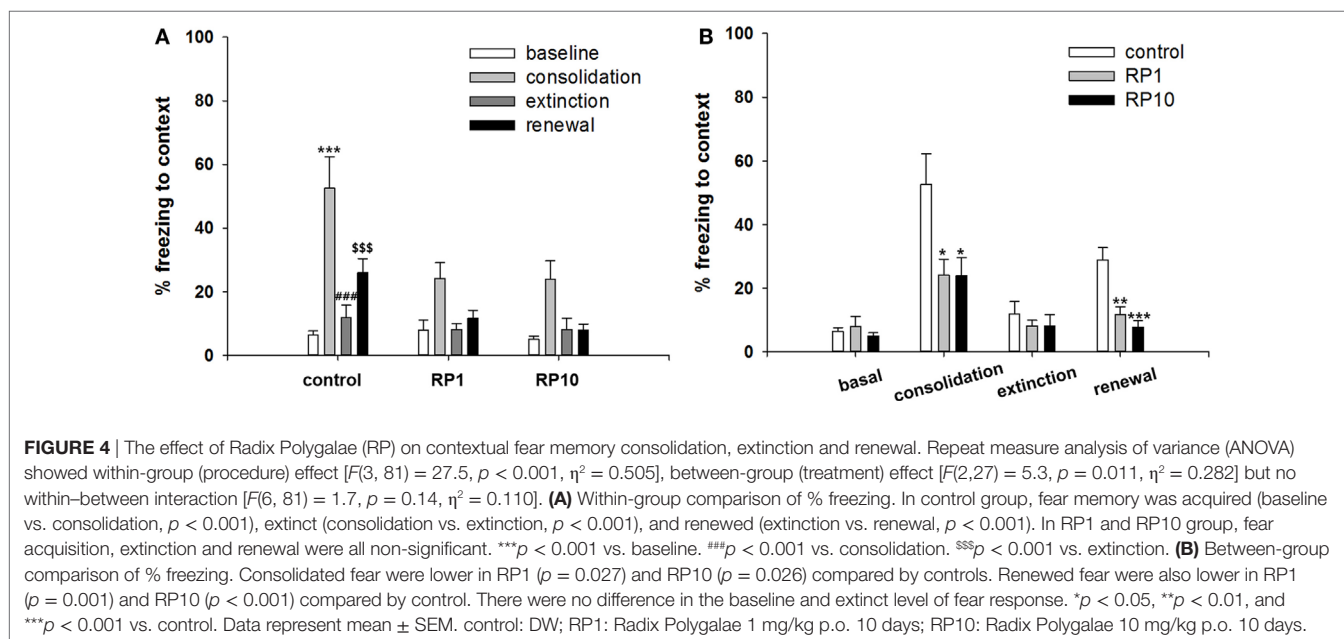 A
100
80
60
40
20
0
% freezing to context
baseline
consolidation
extinction
renewal
***
###
$$$
control
RP1
RP10
B
100
80
60
40
20
0
% freezing to context
control
RP1
RP10
*
*
**
***
basal
consolidation
extinction
renewal
FIGURE 4 | The effect of Radix Polygalae (RP) on contextual fear memory consolidation, extinction and renewal. Repeat measure analysis of variance (ANOVA)
showed within-group (procedure) effect [F(3, 81) = 27.5, p < 0.001, η² = 0.505], between-group (treatment) effect [F(2,27) = 5.3, p = 0.011, η² = 0.282] but no
within–between interaction [F(6, 81) = 1.7, p = 0.14, η² = 0.110]. (A) Within-group comparison of % freezing. In control group, fear memory was acquired (baseline
vs. consolidation, p < 0.001), extinct (consolidation vs. extinction, p < 0.001), and renewed (extinction vs. renewal, p < 0.001). In RP1 and RP10 group, fear
acquisition, extinction and renewal were all non-significant. ***p < 0.001 vs. baseline. ###p < 0.001 vs. consolidation. $$$p < 0.001 vs. extinction. (B) Between-group
comparison of % freezing. Consolidated fear were lower in RP1 (p = 0.027) and RP10 (p = 0.026) compared by controls. Renewed fear were also lower in RP1
(p = 0.001) and RP10 (p < 0.001) compared by control. There were no difference in the baseline and extinct level of fear response. *p < 0.05, **p < 0.01, and
***p < 0.001 vs. control. Data represent mean ± SEM. control: DW; RP1: Radix Polygalae 1 mg/kg p.o. 10 days; RP10: Radix Polygalae 10 mg/kg p.o. 10 days.